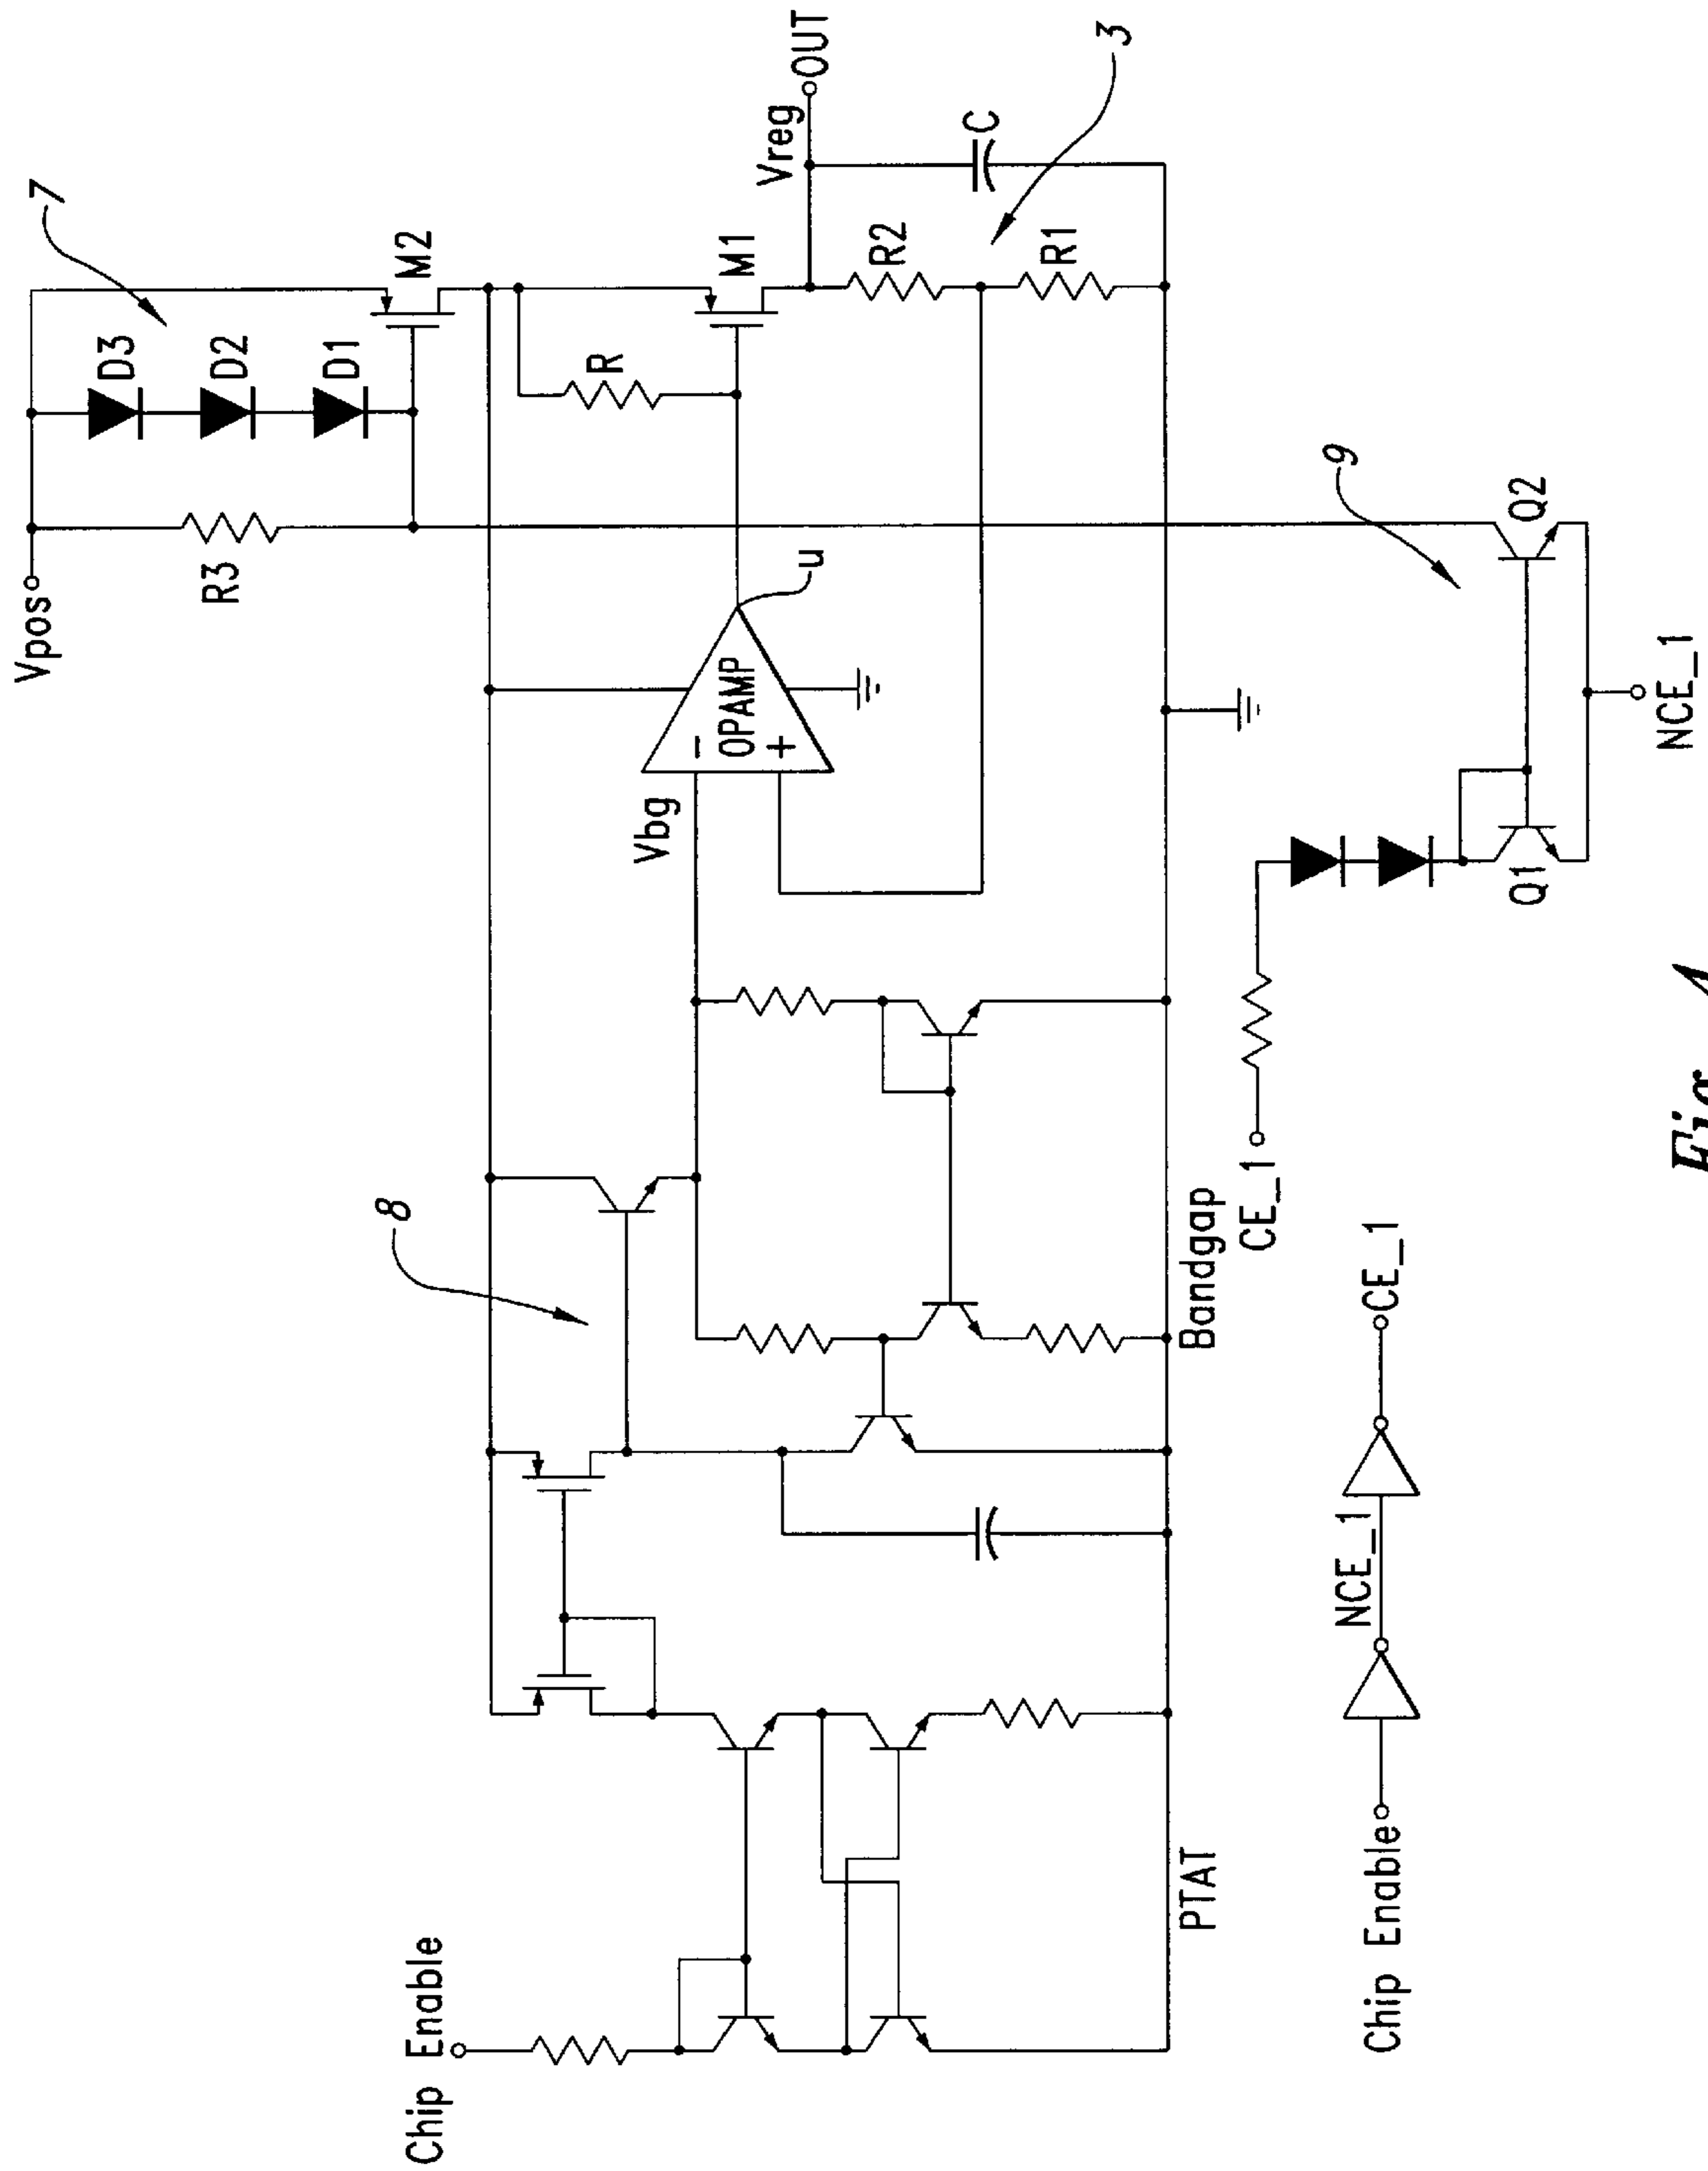 Vpos
R3
D3
D2
D1
7
M2
R
M1
Vreg
OUT
R2
R1
C
3
Vbg
OPAMP
−
+
u
8
Chip Enable
PTAT
Bandgap
CE_1
Q1
Q2
9
NCE_1
Chip Enable
NCE_1
CE_1